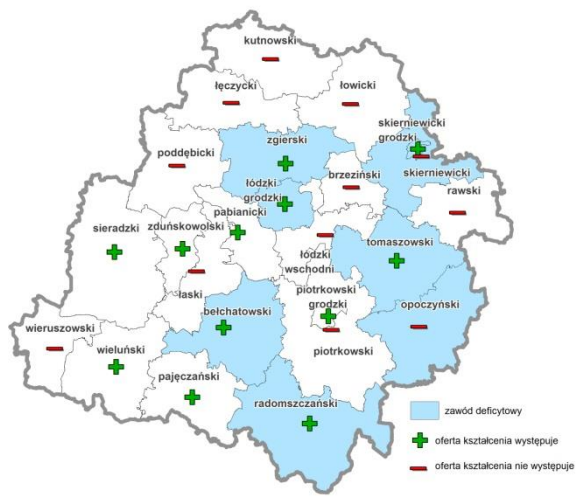 kutnowski
łęczycki
łowicki
skierniewicki
grodzki
zgierski
poddębicki
brzeziński
skierniewicki
łódzki
grodzki
rawski
pabianicki
sieradzki
zduńskowolski
tomaszowski
łódzki
wschodni
łaski
piotrkowski
grodzki
bełchatowski
opoczyński
wieruszowski
wieluński
piotrkowski
pajęczański
radomszczański
zawód deficytowy
oferta kształcenia występuje
oferta kształcenia nie występuje